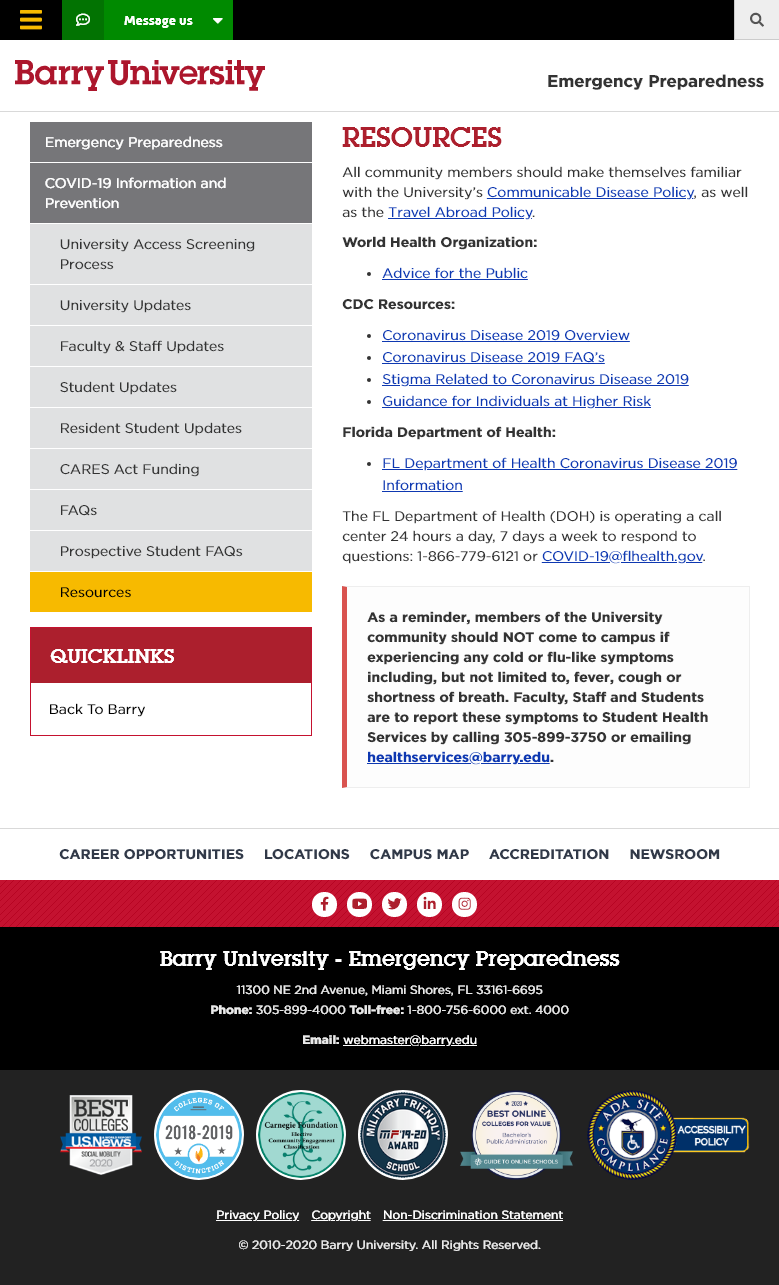 Message us
Barry University
Emergency Preparedness
Emergency Preparedness
COVID-19 Information and
Prevention
University Access Screening
Process
University Updates
Faculty & Staff Updates
Student Updates
Resident Student Updates
CARES Act Funding
FAQs
Prospective Student FAQs
Resources
QUICKLINKS
Back To Barry
RESOURCES
All community members should make themselves familiar
with the University's Communicable Disease Policy, as well
as the Travel Abroad Policy.
World Health Organization:
• Advice for the Public
CDC Resources:
• Coronavirus Disease 2019 Overview
• Coronavirus Disease 2019 FAQ's
• Stigma Related to Coronavirus Disease 2019
• Guidance for Individuals at Higher Risk
Florida Department of Health:
• FL Department of Health Coronavirus Disease 2019
Information
The FL Department of Health (DOH) is operating a call
center 24 hours a day, 7 days a week to respond to
questions: 1-866-779-6121 or COVID-19@flhealth.gov.
As a reminder, members of the University
community should NOT come to campus if
experiencing any cold or flu-like symptoms
including, but not limited to, fever, cough or
shortness of breath. Faculty, Staff and Students
are to report these symptoms to Student Health
Services by calling 305-899-3750 or emailing
healthservices@barry.edu.
CAREER OPPORTUNITIES LOCATIONS CAMPUS MAP ACCREDITATION NEWSROOM
Barry University - Emergency Preparedness
11300 NE 2nd Avenue, Miami Shores, FL 33161-6695
Phone: 305-899-4000 Toll-free: 1-800-756-6000 ext. 4000
Email: webmaster@barry.edu
BEST
COLLEGES
U.S.News
SOCIAL MOBILITY
2020
COLLEGES OF
2018-2019
DISTINCTION
Carnegie Foundation
Elective
Community Engagement
Classification
MILITARY FRIENDLY
MF '19-20
AWARD
SCHOOL
2020
BEST ONLINE
COLLEGES FOR VALUE
Bachelor's
Public Administration
GUIDE TO ONLINE SCHOOLS
ADA SITE
COMPLIANCE
ACCESSIBILITY
POLICY
Privacy Policy Copyright Non-Discrimination Statement
© 2010-2020 Barry University. All Rights Reserved.